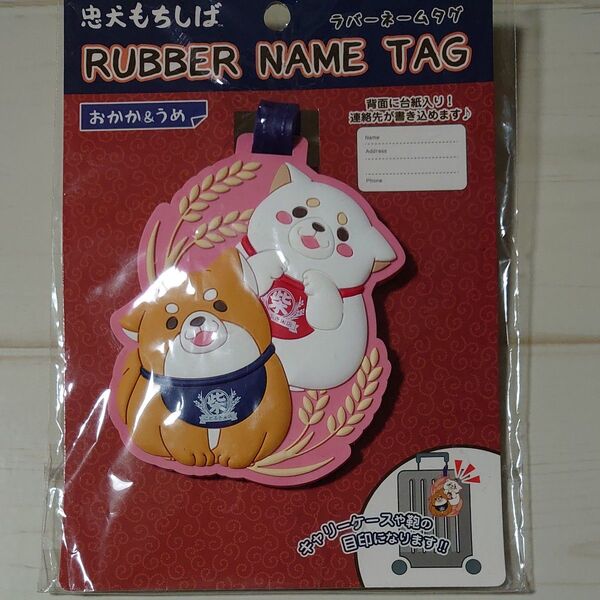 忠犬もちしば
ラバーネームタグ
RUBBER NAME TAG
おかか&うめ
背面に台紙入り！
連絡先が書き込めます♪
Name
Address
Phone
柴
柴
キャリーケースや鞄の
目印になります!!